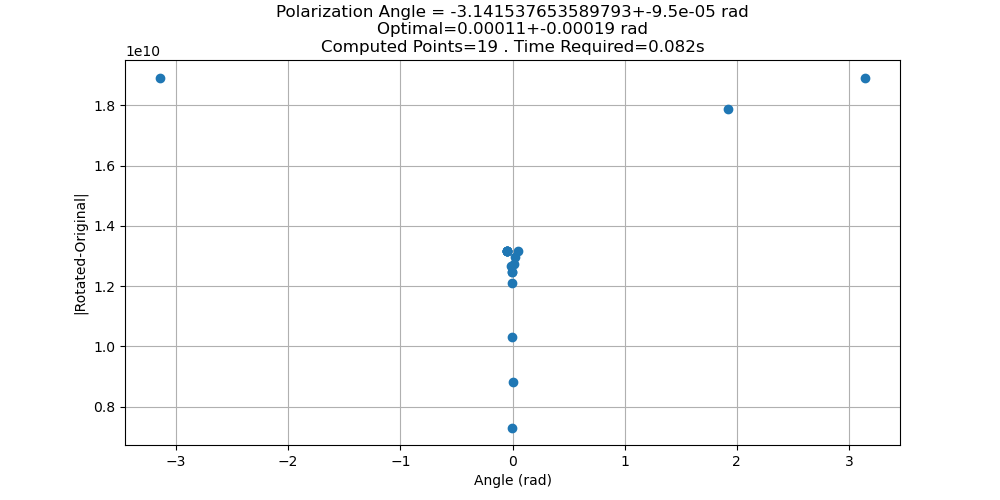 Polarization Angle = -3.141537653589793+-9.5e-05 rad
Optimal=0.00011+-0.00019 rad
Computed Points=19 . Time Required=0.082s
1e10
1.8
1.6
1.4
1.2
1.0
0.8
|Rotated-Original|
−3 −2 −1 0 1 2 3
Angle (rad)